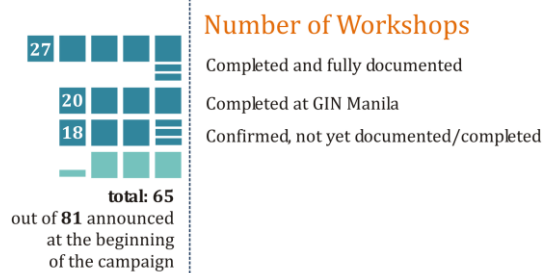 Number of Workshops
27
Completed and fully documented
20
Completed at GIN Manila
18
Confirmed, not yet documented/completed
total: 65
out of 81 announced
at the beginning
of the campaign